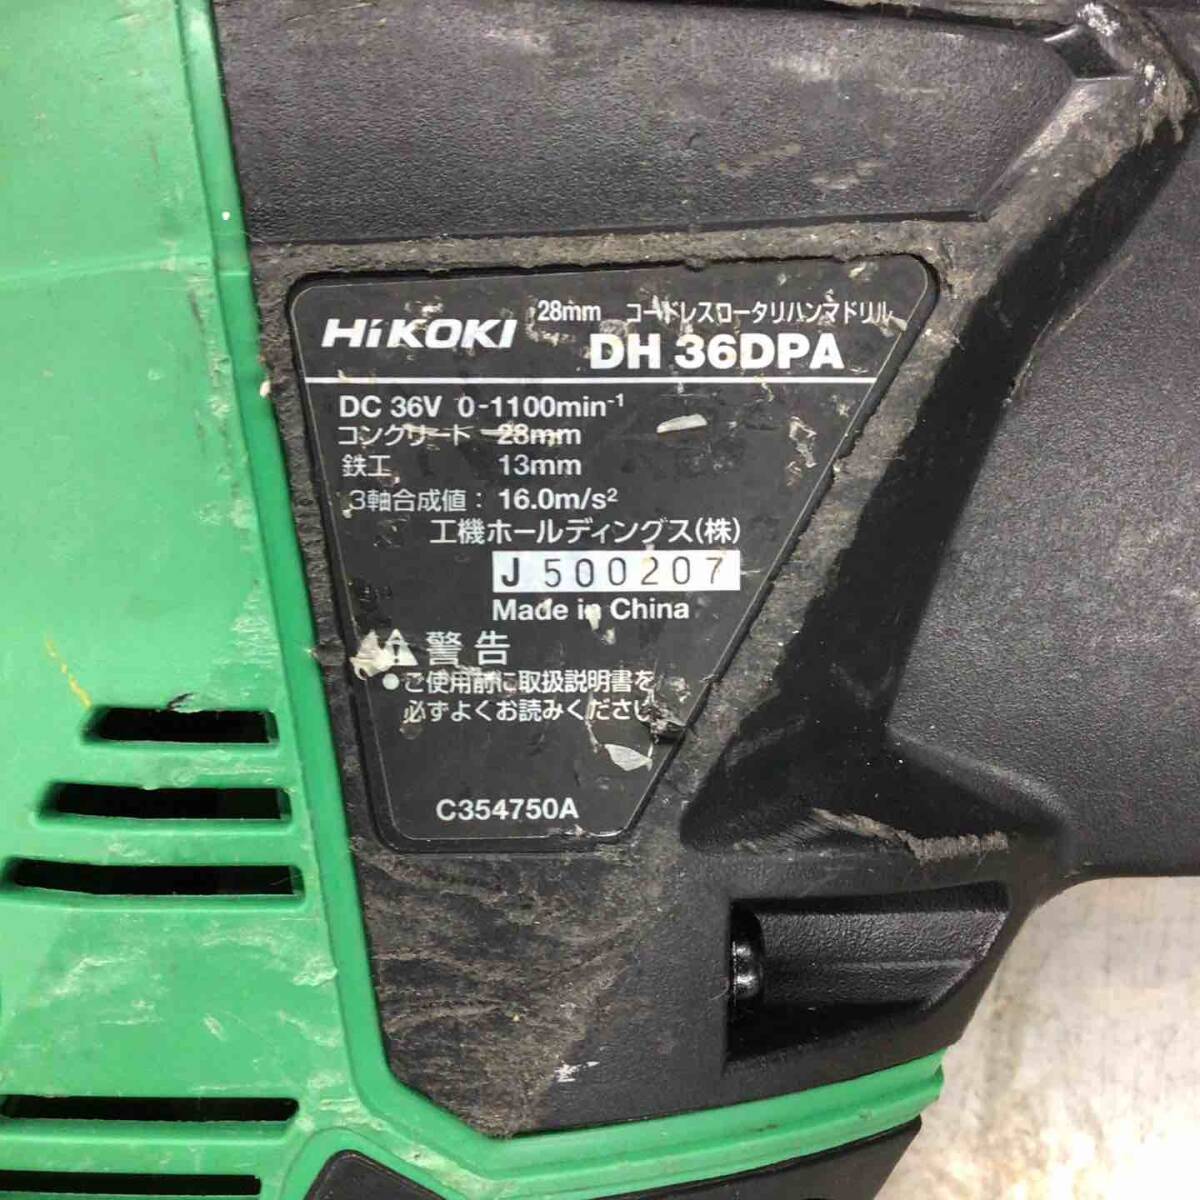 28mm コードレスロータリハンマドリル
HiKOKI DH 36DPA
DC 36V 0-1100min-1
コンクリート 28mm
鉄工 13mm
3軸合成値: 16.0m/s²
工機ホールディングス(株)
J 500207
Made in China
警告
●ご使用前に取扱説明書を
必ずよくお読みください
C354750A